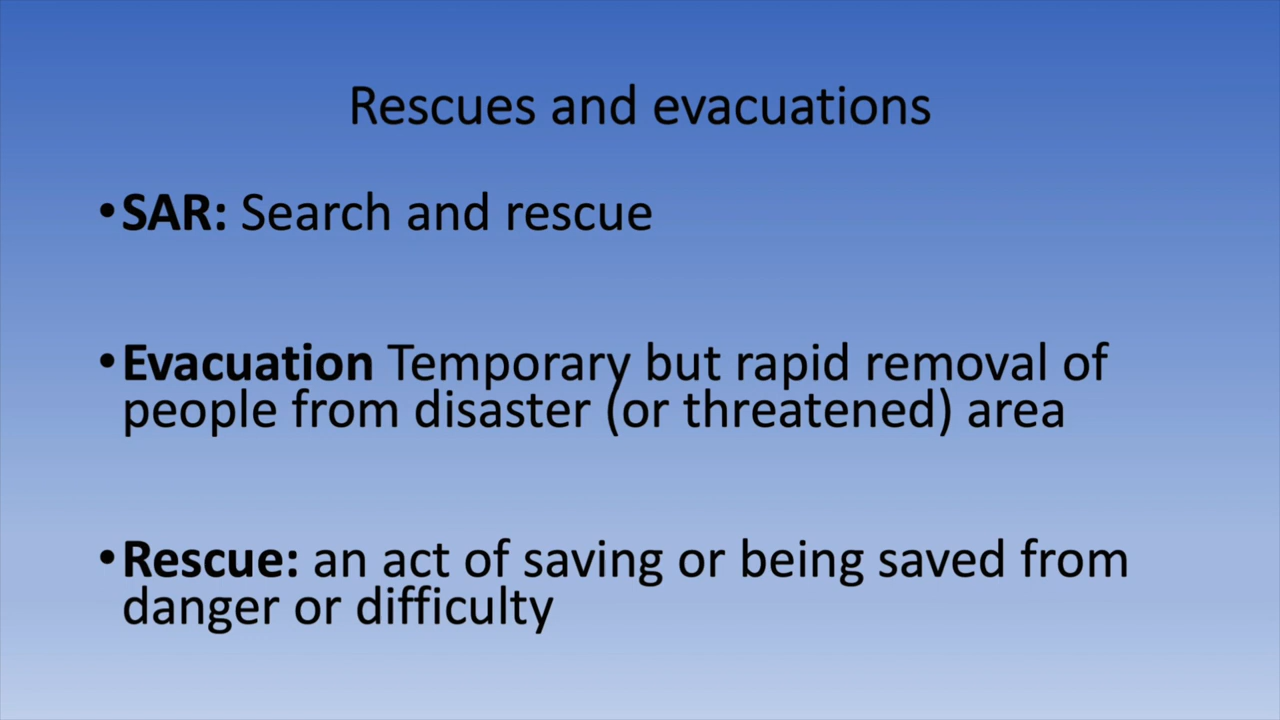 Rescues and evacuations
•SAR: Search and rescue
•Evacuation Temporary but rapid removal of
people from disaster (or threatened) area
•Rescue: an act of saving or being saved from
danger or difficulty